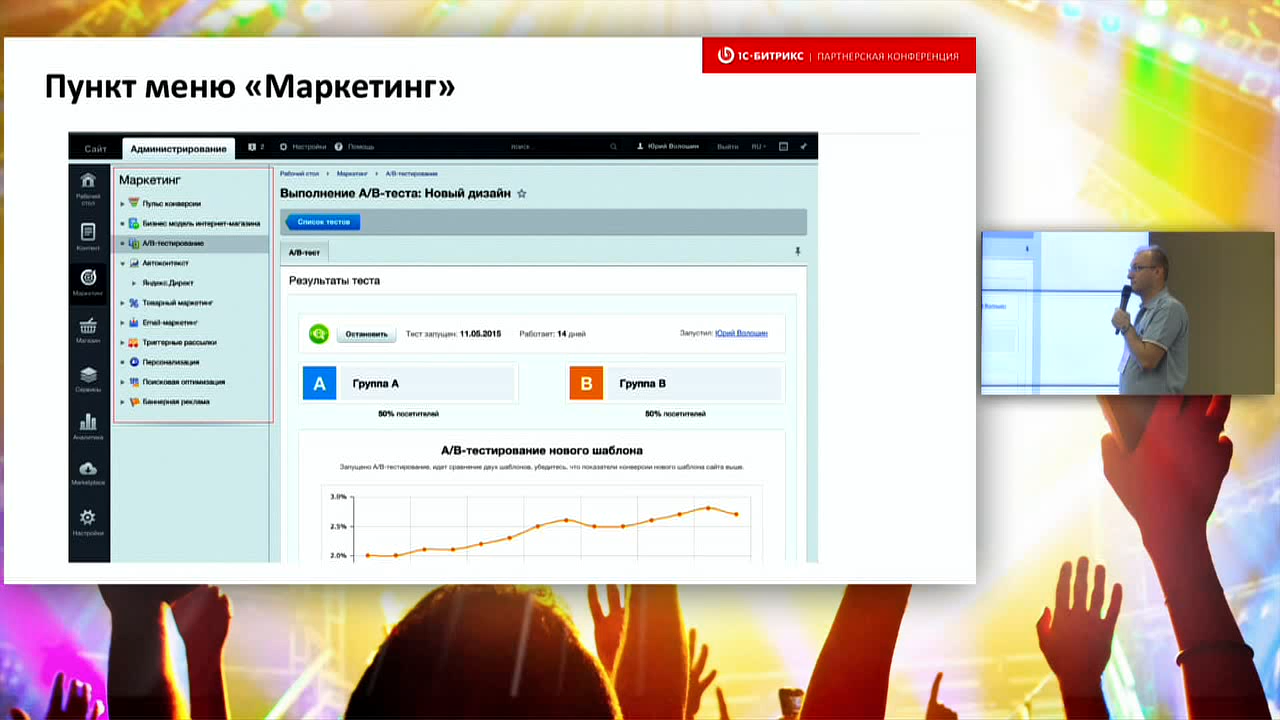 1С-БИТРИКС | ПАРТНЕРСКАЯ КОНФЕРЕНЦИЯ
Пункт меню «Маркетинг»
Сайт
Администрирование
2
Настройки
Помощь
поиск...
Юрий Волошин
Выйти
RU
Рабочий стол
Контент
Маркетинг
Магазин
Сервисы
Аналитика
Marketplace
Настройки
Маркетинг
Пульс конверсии
Бизнес модель интернет-магазина
A/B-тестирование
Автоконтекст
Яндекс.Директ
Товарный маркетинг
Email-маркетинг
Триггерные рассылки
Персонализация
Поисковая оптимизация
Баннерная реклама
Рабочий стол
Маркетинг
A/B-тестирование
Выполнение A/B-теста: Новый дизайн
Список тестов
A/B-тест
Результаты теста
Остановить
Тест запущен: 11.05.2015
Работает: 14 дней
Запустил: Юрий Волошин
A
Группа A
B
Группа B
50% посетителей
50% посетителей
A/B-тестирование нового шаблона
Запущено A/B-тестирование, идет сравнение двух шаблонов, убедитесь, что показатели конверсии нового шаблона сайта выше.
3.0%
2.5%
2.0%